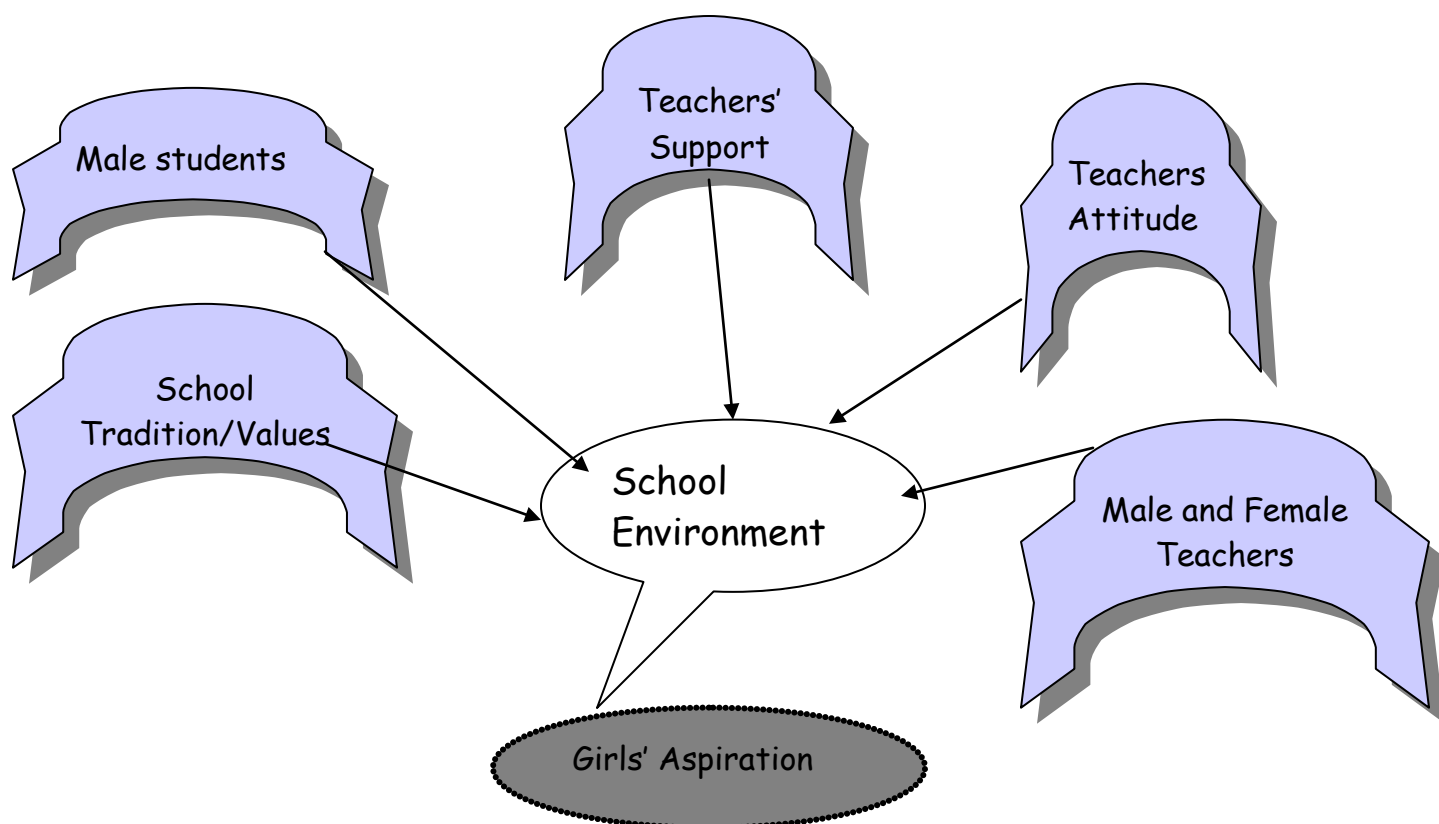 Male students
Teachers’
Support
Teachers
Attitude
School
Tradition/Values
School
Environment
Male and Female
Teachers
Girls’ Aspiration